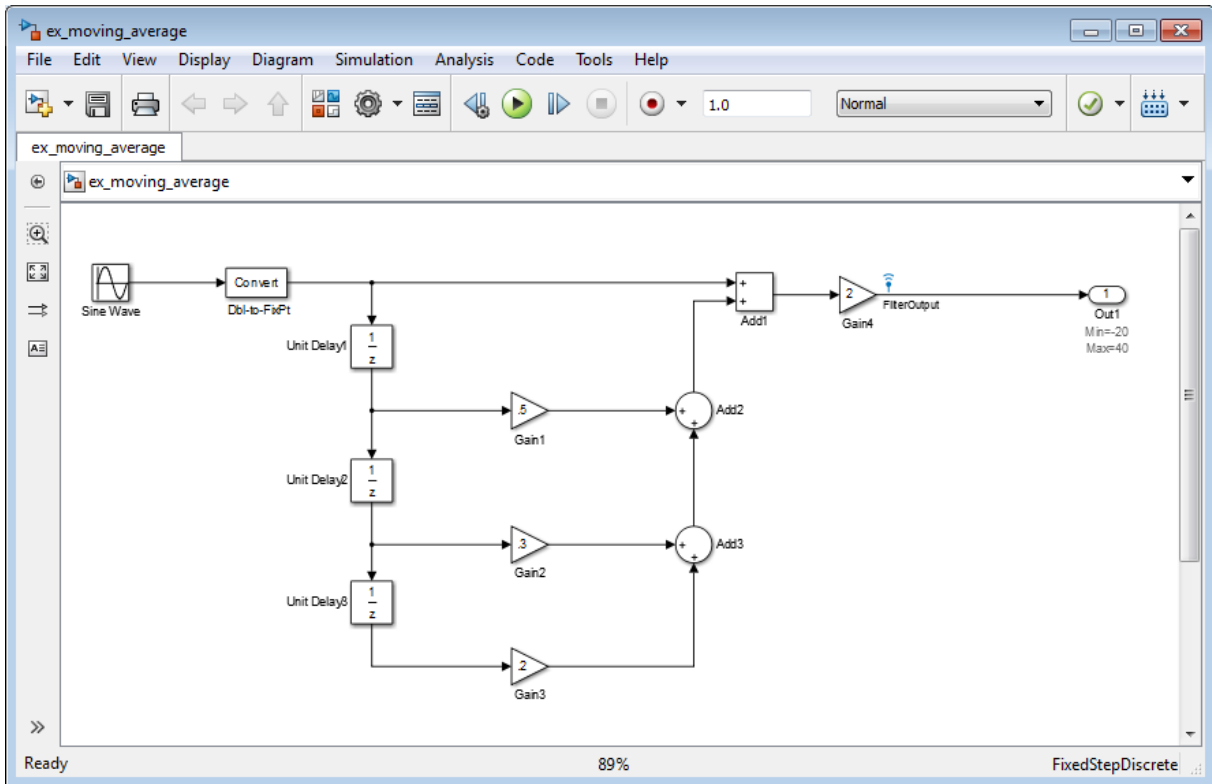 ex_moving_average
File Edit View Display Diagram Simulation Analysis Code Tools Help
1.0 Normal
ex_moving_average
ex_moving_average
Sine Wave
Convert
Dbl-to-FixPt
+
+
Add1
2
Gain4
FilterOutput
1
Out1
Min=-20
Max=40
Unit Delay1
1
z
.5
Gain1
+
+
Add2
Unit Delay2
1
z
.3
Gain2
+
+
Add3
Unit Delay3
1
z
.2
Gain3
Ready 89% FixedStepDiscrete